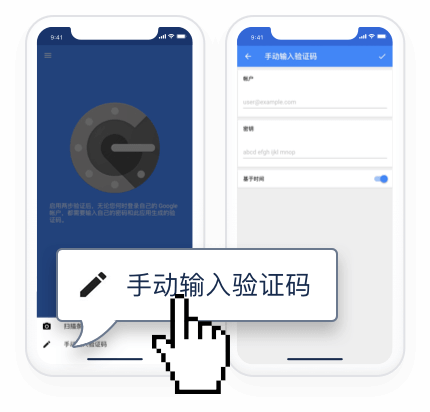 9:41
启用两步验证后，无论您何时登录自己的 Google
帐户，都需要输入自己的密码和此应用生成的验
证码。
手动输入验证码
扫描条
手动输入验证码
9:41
手动输入验证码
帐户
user@example.com
密钥
abcd efgh ijkl mnop
基于时间